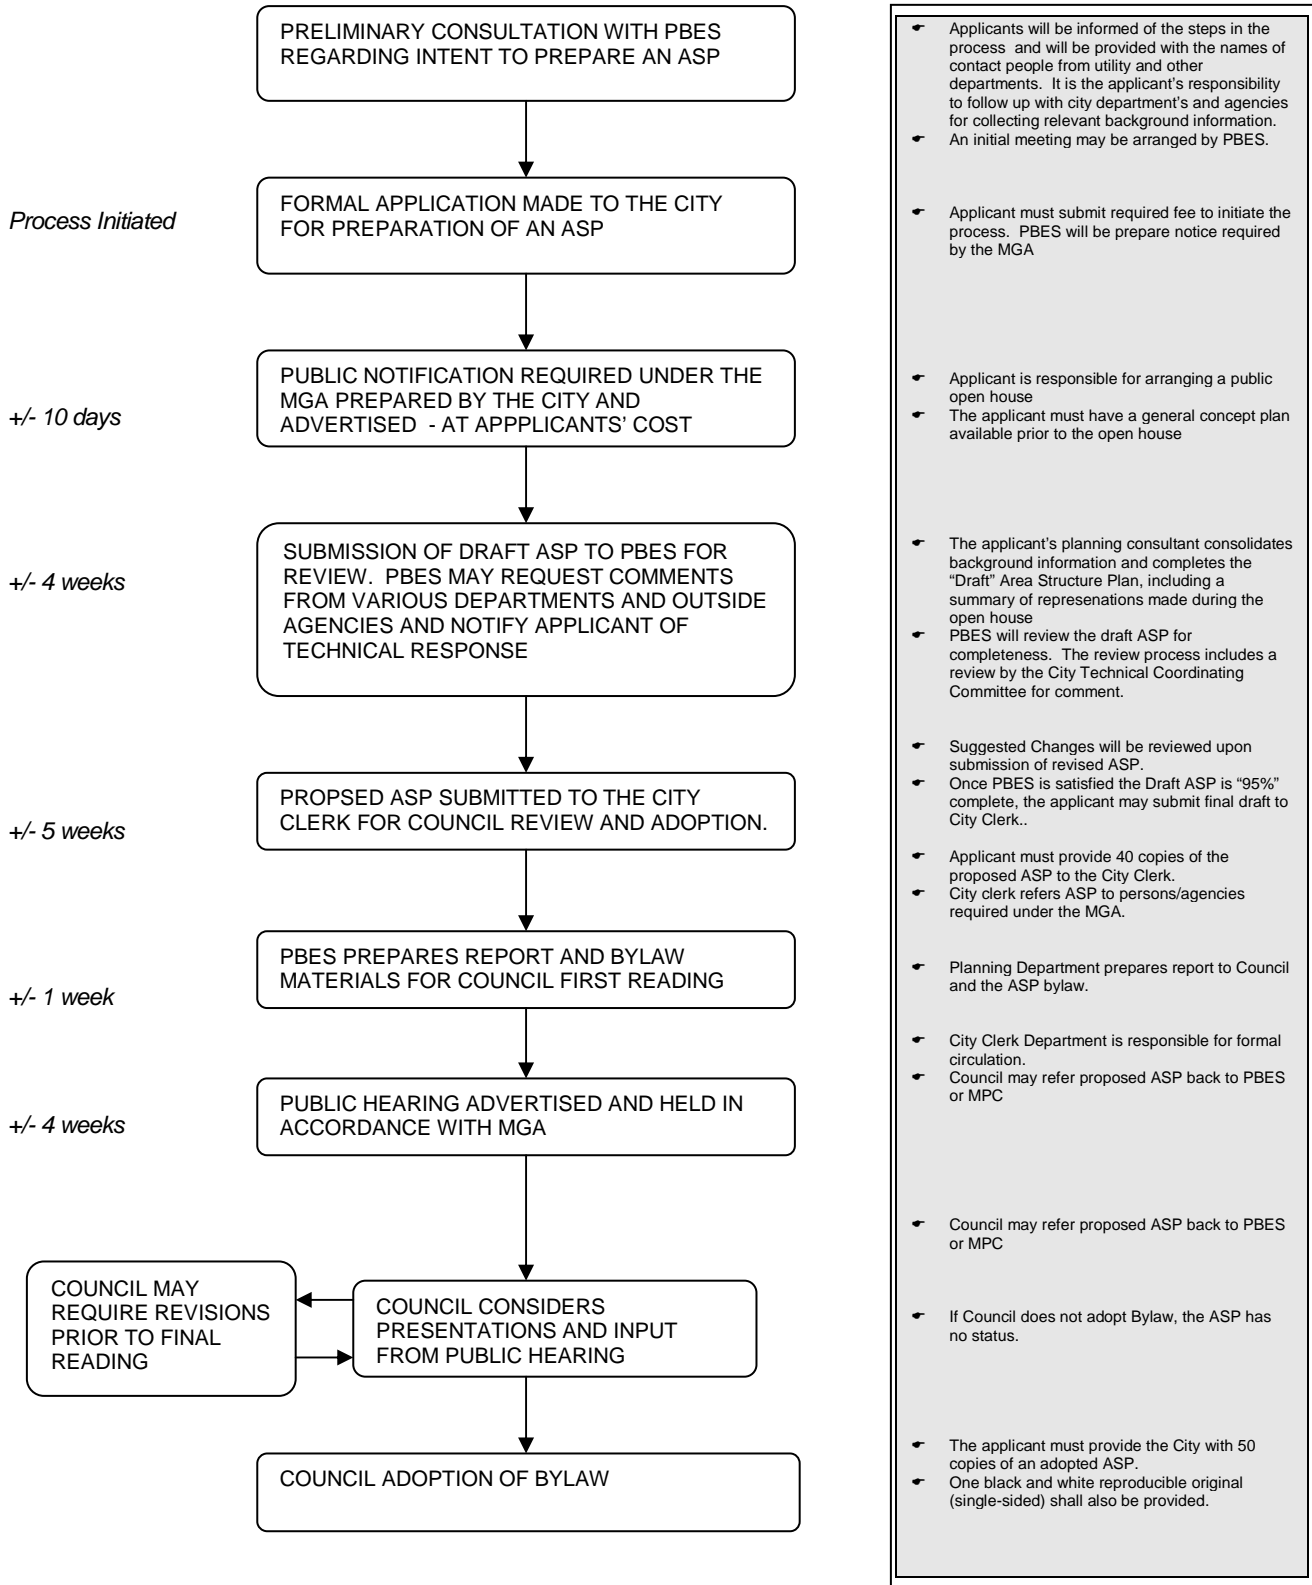 PRELIMINARY CONSULTATION WITH PBES
REGARDING INTENT TO PREPARE AN ASP
Process Initiated
FORMAL APPLICATION MADE TO THE CITY
FOR PREPARATION OF AN ASP
+/- 10 days
PUBLIC NOTIFICATION REQUIRED UNDER THE
MGA PREPARED BY THE CITY AND
ADVERTISED  - AT APPPLICANTS' COST
+/- 4 weeks
SUBMISSION OF DRAFT ASP TO PBES FOR
REVIEW.  PBES MAY REQUEST COMMENTS
FROM VARIOUS DEPARTMENTS AND OUTSIDE
AGENCIES AND NOTIFY APPLICANT OF
TECHNICAL RESPONSE
+/- 5 weeks
PROPSED ASP SUBMITTED TO THE CITY
CLERK FOR COUNCIL REVIEW AND ADOPTION.
+/- 1 week
PBES PREPARES REPORT AND BYLAW
MATERIALS FOR COUNCIL FIRST READING
+/- 4 weeks
PUBLIC HEARING ADVERTISED AND HELD IN
ACCORDANCE WITH MGA
COUNCIL MAY
REQUIRE REVISIONS
PRIOR TO FINAL
READING
COUNCIL CONSIDERS
PRESENTATIONS AND INPUT
FROM PUBLIC HEARING
COUNCIL ADOPTION OF BYLAW
Applicants will be informed of the steps in the
process  and will be provided with the names of
contact people from utility and other
departments.  It is the applicant's responsibility
to follow up with city department's and agencies
for collecting relevant background information.
An initial meeting may be arranged by PBES.
Applicant must submit required fee to initiate the
process.  PBES will be prepare notice required
by the MGA
Applicant is responsible for arranging a public
open house
The applicant must have a general concept plan
available prior to the open house
The applicant's planning consultant consolidates
background information and completes the
“Draft” Area Structure Plan, including a
summary of represenations made during the
open house
PBES will review the draft ASP for
completeness.  The review process includes a
review by the City Technical Coordinating
Committee for comment.
Suggested Changes will be reviewed upon
submission of revised ASP.
Once PBES is satisfied the Draft ASP is “95%”
complete, the applicant may submit final draft to
City Clerk..
Applicant must provide 40 copies of the
proposed ASP to the City Clerk.
City clerk refers ASP to persons/agencies
required under the MGA.
Planning Department prepares report to Council
and the ASP bylaw.
City Clerk Department is responsible for formal
circulation.
Council may refer proposed ASP back to PBES
or MPC
Council may refer proposed ASP back to PBES
or MPC
If Council does not adopt Bylaw, the ASP has
no status.
The applicant must provide the City with 50
copies of an adopted ASP.
One black and white reproducible original
(single-sided) shall also be provided.